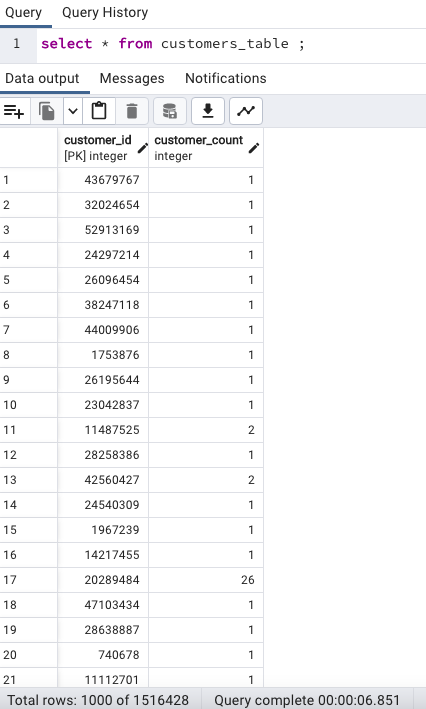 Query Query History
1 select * from customers_table ;
Data output Messages Notifications
customer_id customer_count
[PK] integer integer
1 43679767 1
2 32024654 1
3 52913169 1
4 24297214 1
5 26096454 1
6 38247118 1
7 44009906 1
8 1753876 1
9 26195644 1
10 23042837 1
11 11487525 2
12 28258386 1
13 42560427 2
14 24540309 1
15 1967239 1
16 14217455 1
17 20289484 26
18 47103434 1
19 28638887 1
20 740678 1
21 11112701 1
Total rows: 1000 of 1516428 Query complete 00:00:06.851